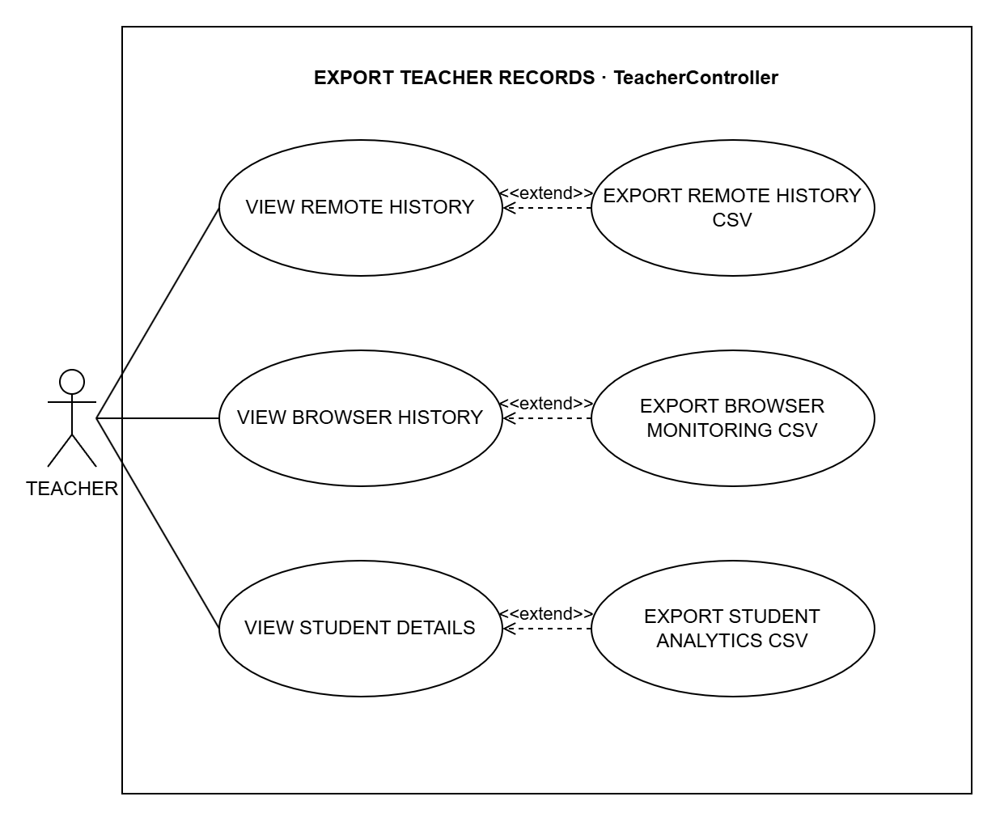 EXPORT TEACHER RECORDS · TeacherController
VIEW REMOTE HISTORY
<<extend>>
EXPORT REMOTE HISTORY
CSV
VIEW BROWSER HISTORY
<<extend>>
EXPORT BROWSER
MONITORING CSV
TEACHER
VIEW STUDENT DETAILS
<<extend>>
EXPORT STUDENT
ANALYTICS CSV